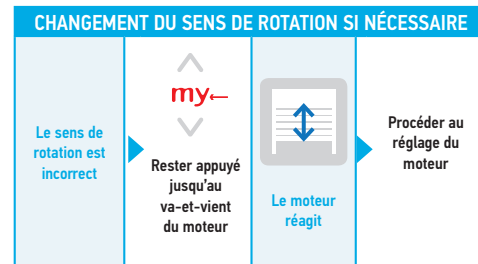 CHANGEMENT DU SENS DE ROTATION SI NÉCESSAIRE
Le sens de
rotation est
incorrect
my
Rester appuyé
jusqu'au
va-et-vient
du moteur
Le moteur
réagit
Procéder au
réglage du
moteur